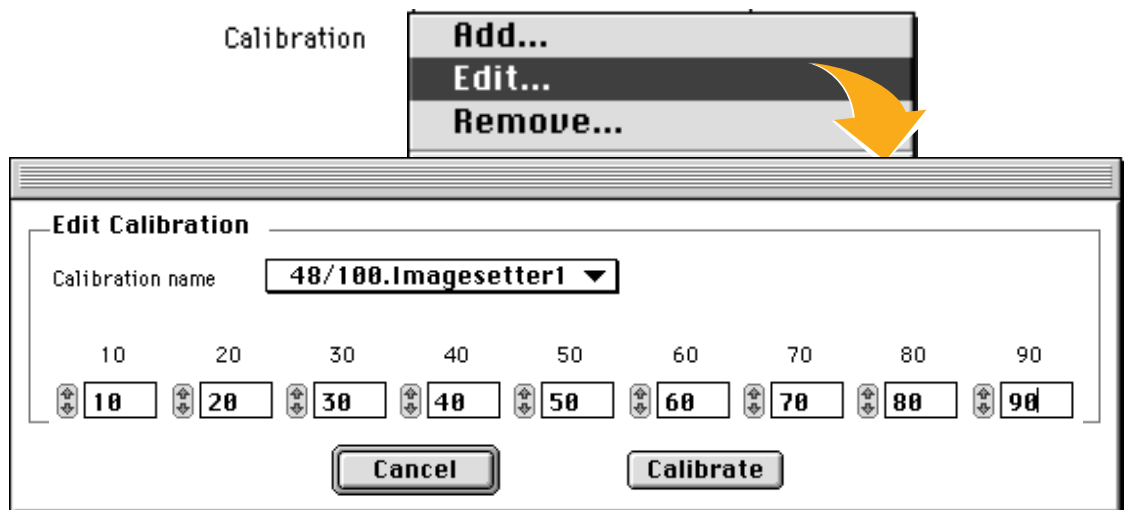 Calibration
Add...
Edit...
Remove...
Edit Calibration
Calibration name 48/100.Imagesetter1
10 20 30 40 50 60 70 80 90
10 20 30 40 50 60 70 80 90
Cancel Calibrate